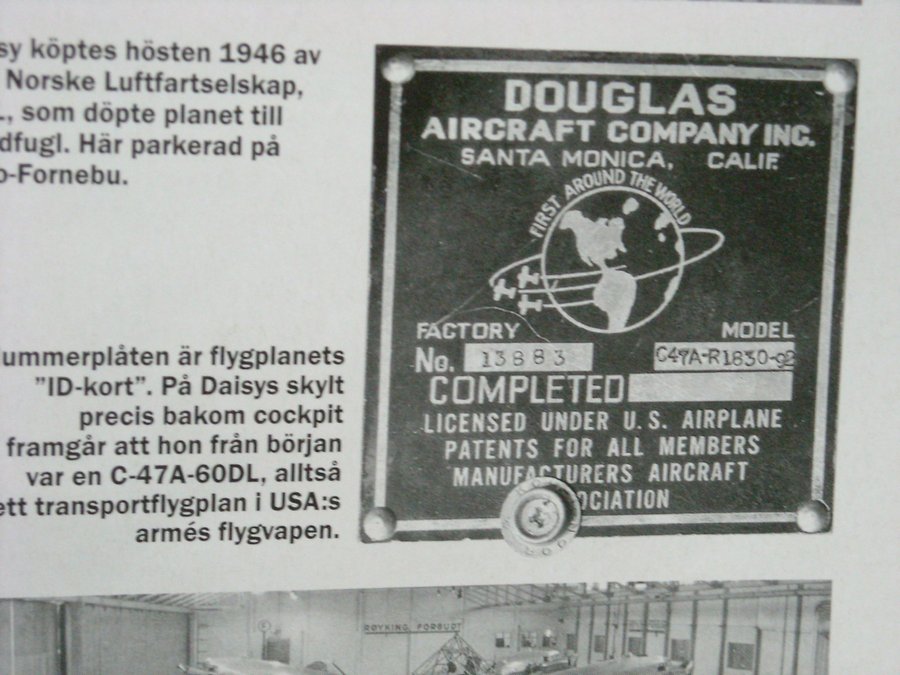 sy köptes hösten 1946 av
Norske Luftfartselskap,
., som döpte planet till
dfugl. Här parkerad på
o-Fornebu.
DOUGLAS
AIRCRAFT COMPANY INC.
SANTA MONICA, CALIF.
FIRST AROUND THE WORLD
FACTORY MODEL
No. 13883 C47A-R1830-92
COMPLETED
LICENSED UNDER U.S. AIRPLANE
PATENTS FOR ALL MEMBERS
MANUFACTURERS AIRCRAFT
OCIATION
ummerplåten är flygplanets
"ID-kort". På Daisys skylt
precis bakom cockpit
framgår att hon från början
var en C-47A-60DL, alltså
ett transportflygplan i USA:s
armés flygvapen.
RØYKING FORBUDT